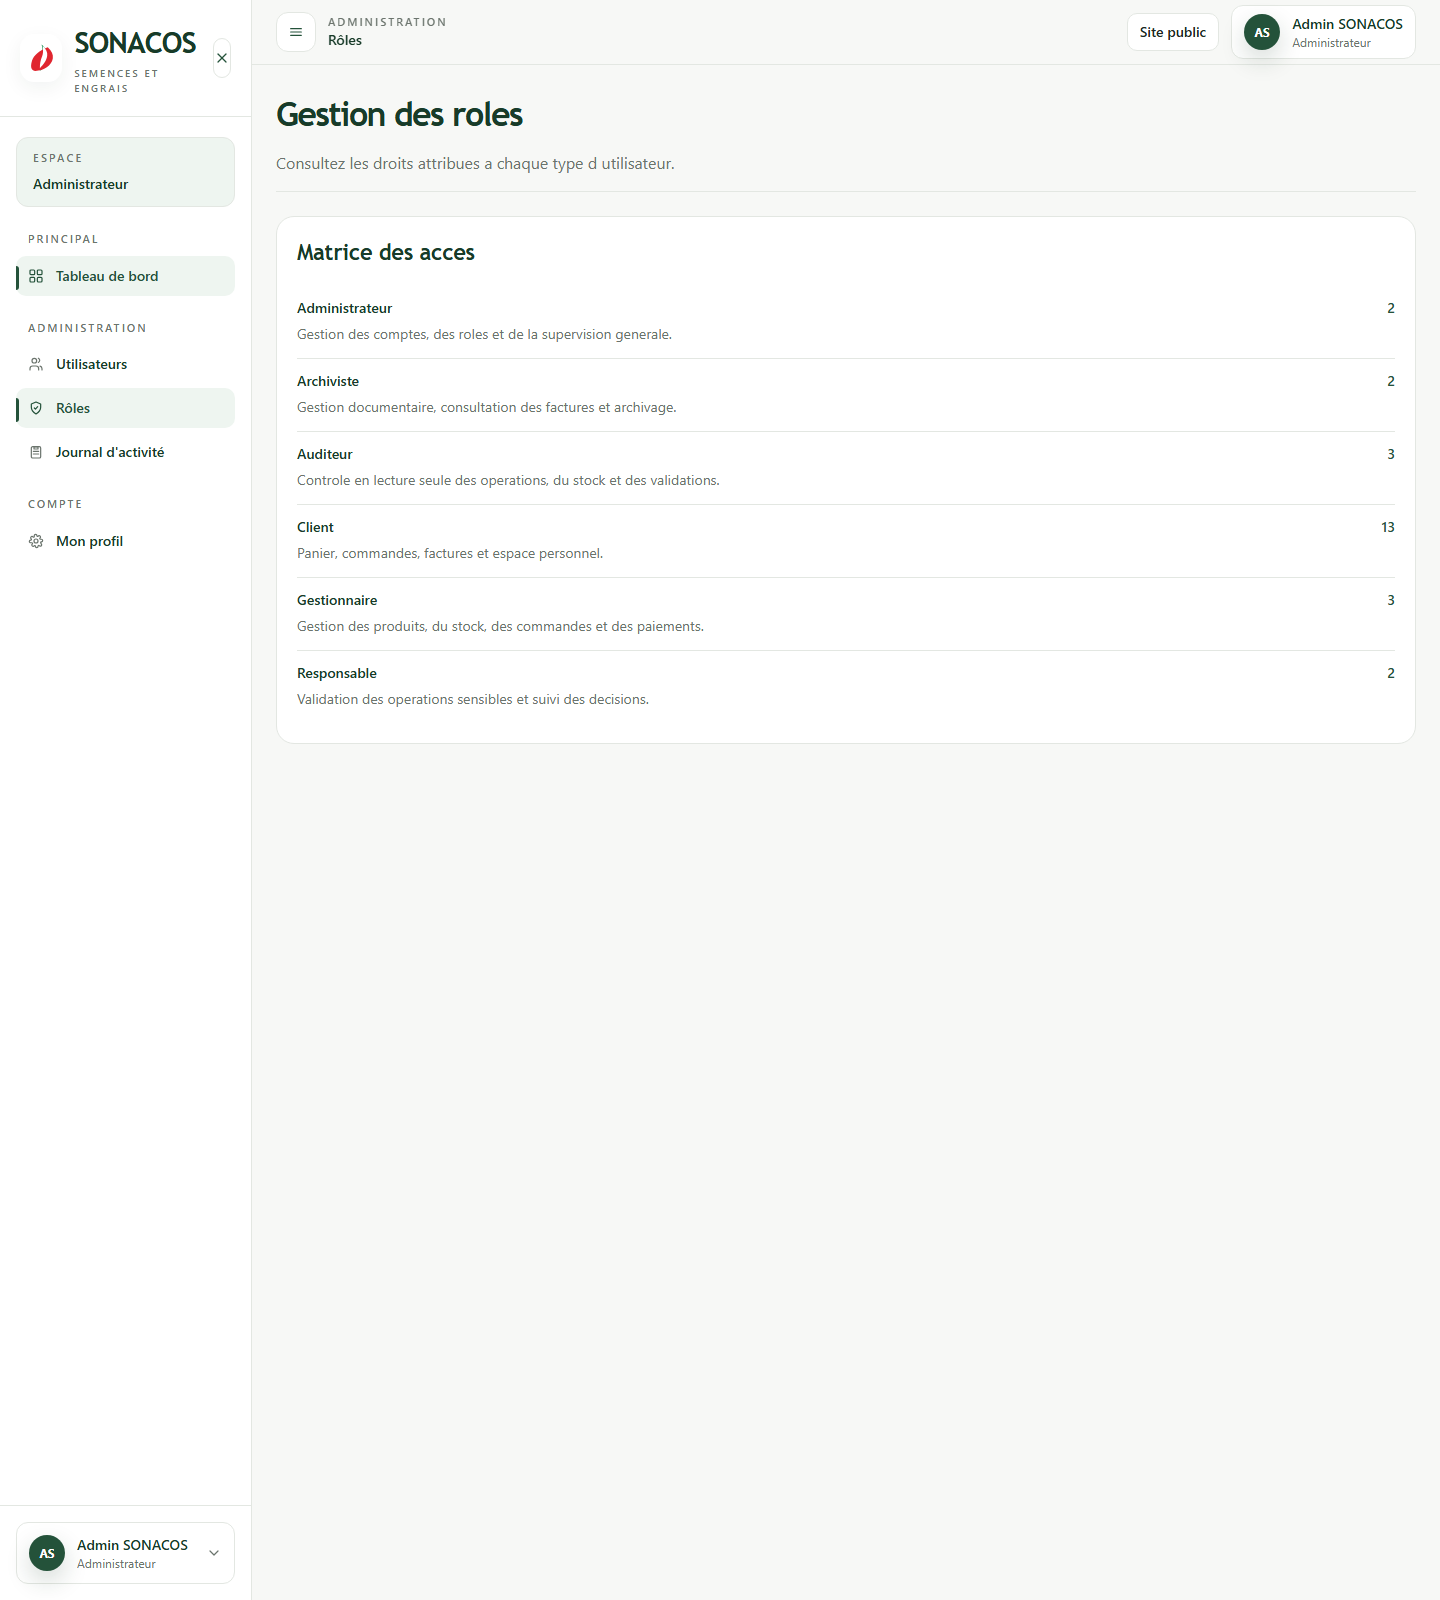 SONACOS
SEMENCES ET
ENGRAIS
ESPACE
Administrateur
PRINCIPAL
Tableau de bord
ADMINISTRATION
Utilisateurs
Rôles
Journal d'activité
COMPTE
Mon profil
AS
Admin SONACOS
Administrateur
ADMINISTRATION
Rôles
Site public
AS
Admin SONACOS
Administrateur
Gestion des roles
Consultez les droits attribues a chaque type d utilisateur.
Matrice des acces
Administrateur 2
Gestion des comptes, des roles et de la supervision generale.
Archiviste 2
Gestion documentaire, consultation des factures et archivage.
Auditeur 3
Controle en lecture seule des operations, du stock et des validations.
Client 13
Panier, commandes, factures et espace personnel.
Gestionnaire 3
Gestion des produits, du stock, des commandes et des paiements.
Responsable 2
Validation des operations sensibles et suivi des decisions.